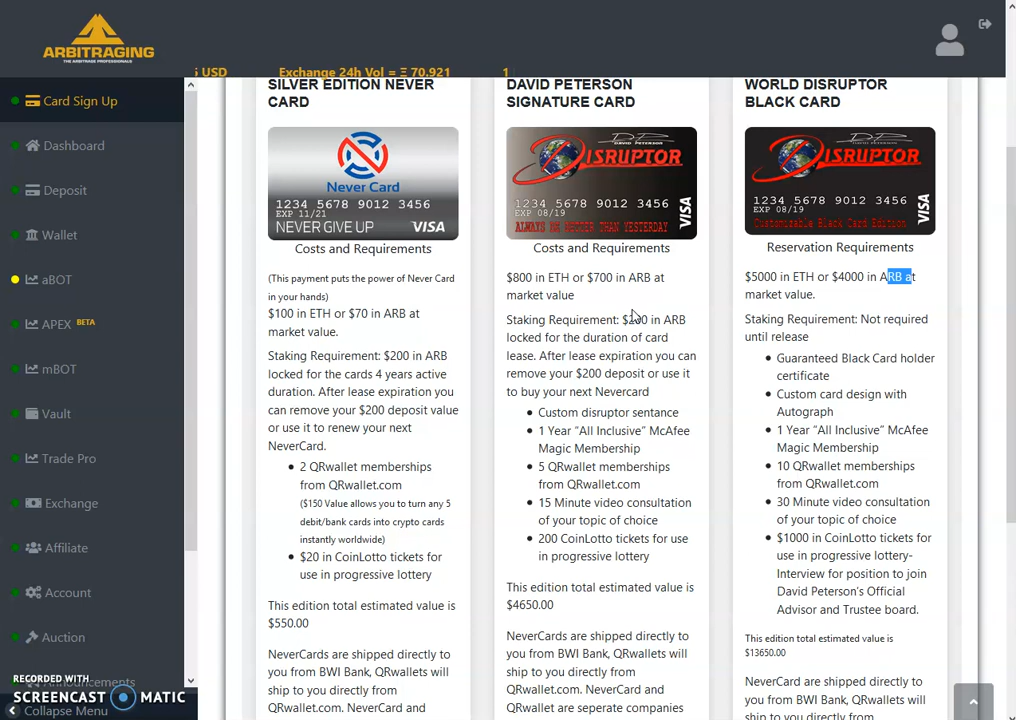 ARBITRAGING
THE ARBITRAGE PROFESSIONALS
USD
Exchange 24h Vol = Ξ 70.921
1
Card Sign Up
Dashboard
Deposit
Wallet
aBOT
APEX BETA
mBOT
Vault
Trade Pro
Exchange
Affiliate
Account
Auction
Announcements
Collapse Menu
RECORDED WITH
SCREENCAST MATIC
SILVER EDITION NEVER
CARD
Never Card
1234 5678 9012 3456
EXP 11/21
NEVER GIVE UP
VISA
Costs and Requirements
(This payment puts the power of Never Card
in your hands)
$100 in ETH or $70 in ARB at
market value.
Staking Requirement: $200 in ARB
locked for the cards 4 years active
duration. After lease expiration you
can remove your $200 deposit value
or use it to renew your next
NeverCard.
2 QRwallet memberships
from QRwallet.com
($150 Value allows you to turn any 5
debit/bank cards into crypto cards
instantly worldwide)
$20 in CoinLotto tickets for
use in progressive lottery
This edition total estimated value is
$550.00
NeverCards are shipped directly to
you from BWI Bank, QRwallets will
ship to you directly from
QRwallet.com. NeverCard and
DAVID PETERSON
SIGNATURE CARD
DAVID PETERSON
DISRUPTOR
1234 5678 9012 3456
EXP 08/19
ALWAYS BE BETTER THAN YESTERDAY
VISA
Costs and Requirements
$800 in ETH or $700 in ARB at
market value
Staking Requirement: $200 in ARB
locked for the duration of card
lease. After lease expiration you can
remove your $200 deposit or use it
to buy your next Nevercard
Custom disruptor sentance
1 Year “All Inclusive” McAfee
Magic Membership
5 QRwallet memberships
from QRwallet.com
15 Minute video consultation
of your topic of choice
200 CoinLotto tickets for use
in progressive lottery
This edition total estimated value is
$4650.00
NeverCards are shipped directly to
you from BWI Bank, QRwallets will
ship to you directly from
QRwallet.com. NeverCard and
QRwallet are seperate companies
WORLD DISRUPTOR
BLACK CARD
DAVID PETERSON
DISRUPTOR
1234 5678 9012 3456
EXP 08/19
Customizable Black Card Edition
VISA
Reservation Requirements
$5000 in ETH or $4000 in ARB at
market value.
Staking Requirement: Not required
until release
Guaranteed Black Card holder
certificate
Custom card design with
Autograph
1 Year “All Inclusive” McAfee
Magic Membership
10 QRwallet memberships
from QRwallet.com
30 Minute video consultation
of your topic of choice
$1000 in CoinLotto tickets for
use in progressive lottery-
Interview for position to join
David Peterson's Official
Advisor and Trustee board.
This edition total estimated value is
$13650.00
NeverCards are shipped directly to
you from BWI Bank, QRwallets will
ship to you directly from